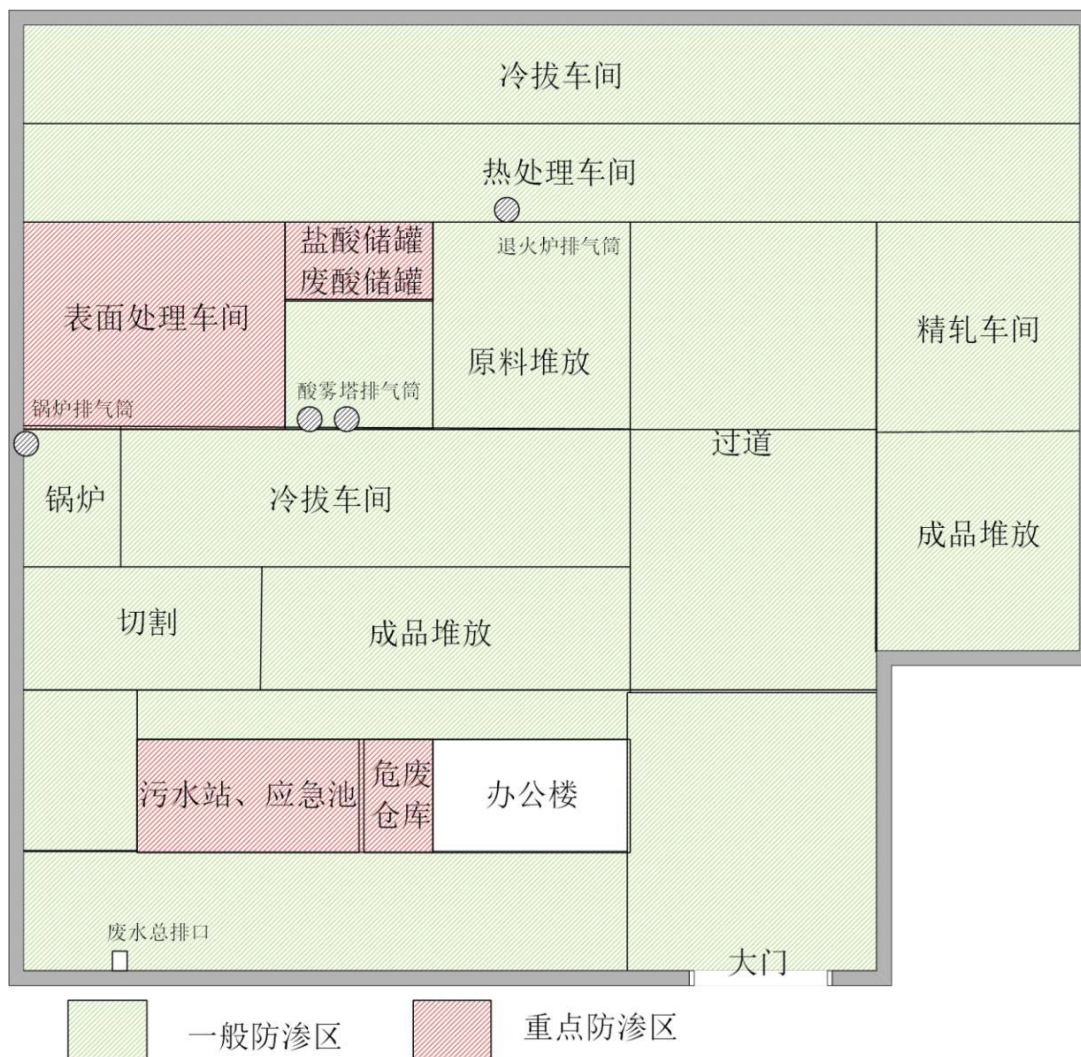 冷拔车间
热处理车间
盐酸储罐
废酸储罐
退火炉排气筒
表面处理车间
精轧车间
原料堆放
酸雾塔排气筒
锅炉排气筒
过道
锅炉
冷拔车间
成品堆放
切割
成品堆放
污水站、应急池
危废
仓库
办公楼
废水总排口
大门
一般防渗区
重点防渗区